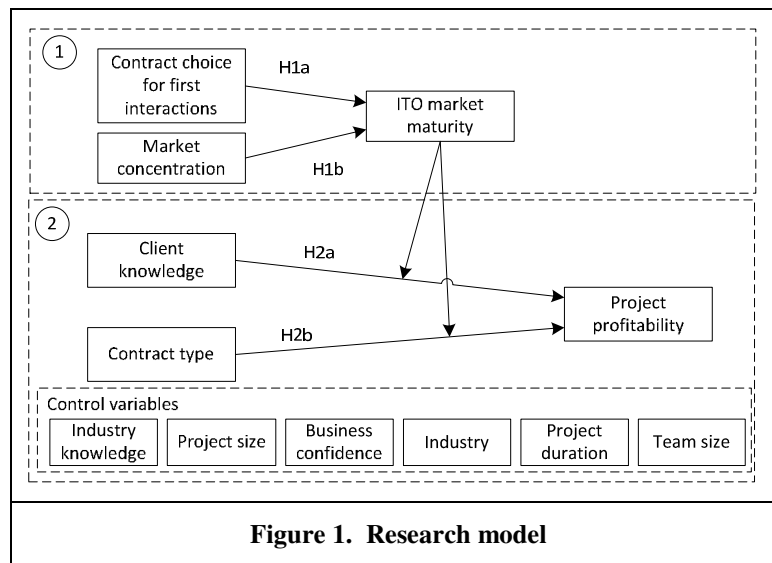 1
Contract choice
for first
interactions
H1a
ITO market
maturity
Market
concentration
H1b
2
Client
knowledge
H2a
Project
profitability
Contract type
H2b
Control variables
Industry
knowledge
Project size
Business
confidence
Industry
Project
duration
Team size
Figure 1. Research model